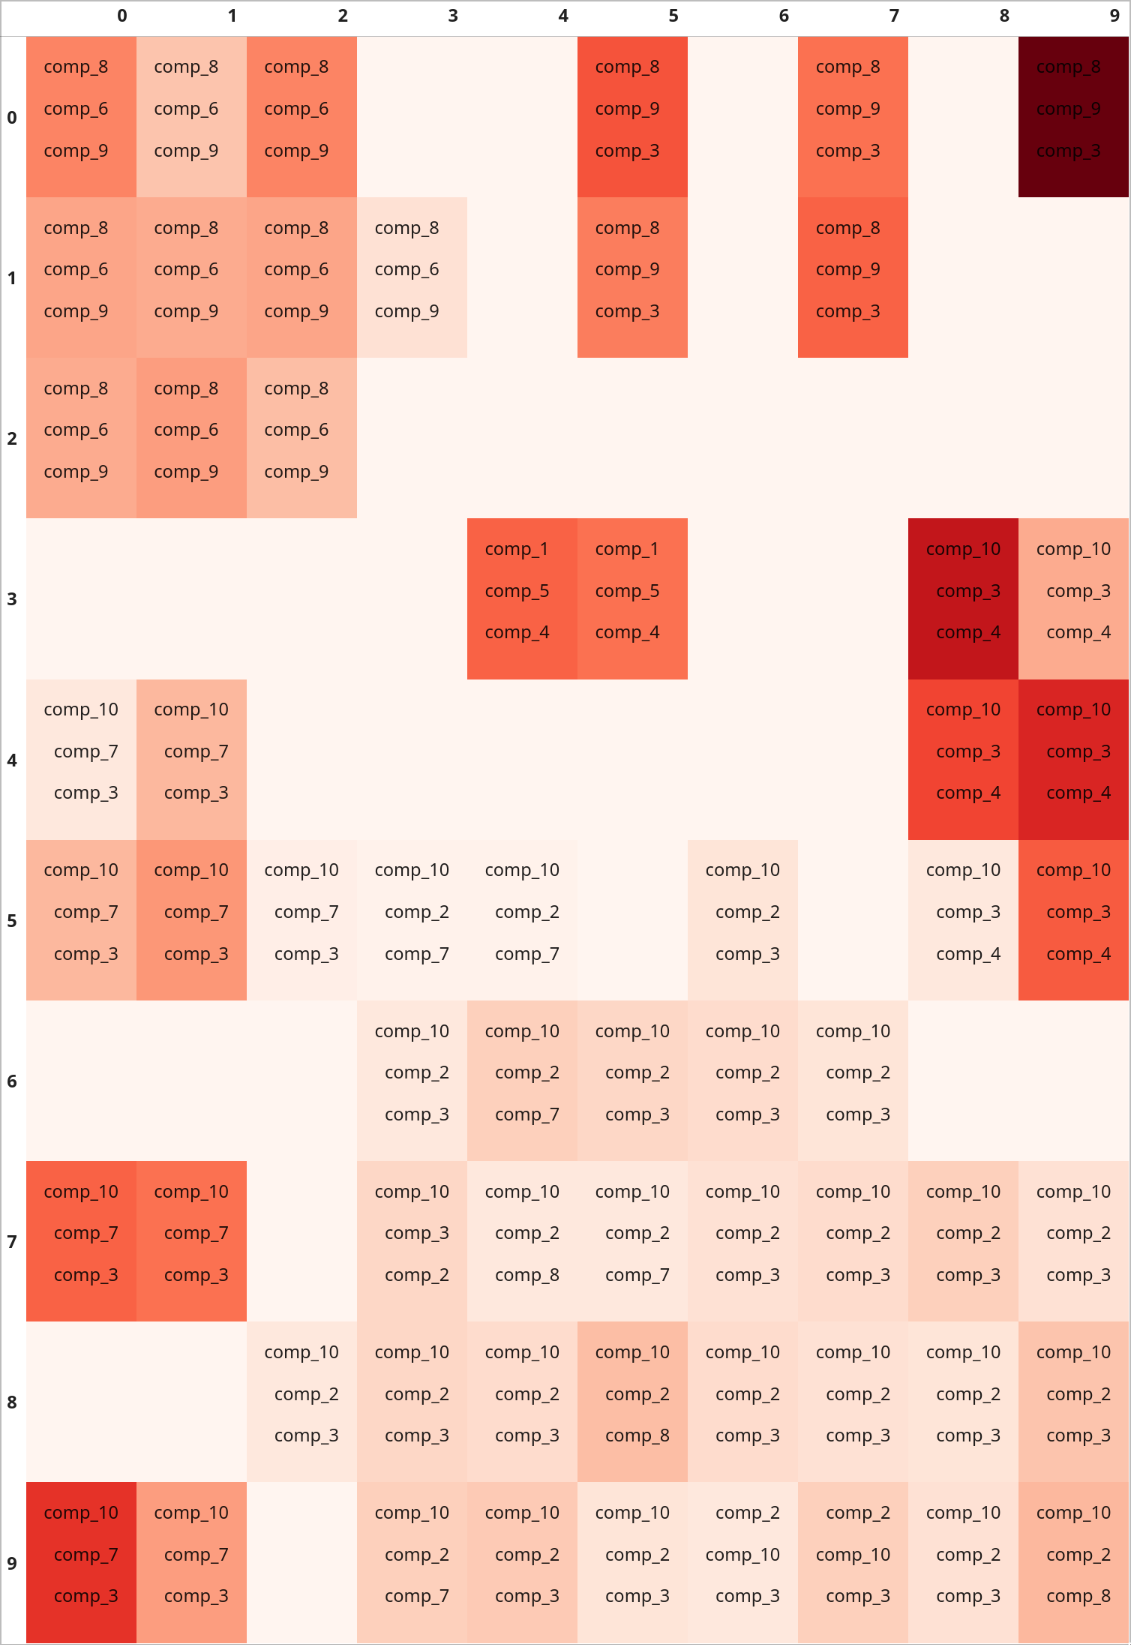 0 1 2 3 4 5 6 7 8 9
comp_8 comp_8 comp_8 comp_8 comp_8 comp_8
comp_6 comp_6 comp_6 comp_9 comp_9 comp_9
0
comp_9 comp_9 comp_9 comp_3 comp_3 comp_3
comp_8 comp_8 comp_8 comp_8 comp_8 comp_8
comp_6 comp_6 comp_6 comp_6 comp_9 comp_9
1
comp_9 comp_9 comp_9 comp_9 comp_3 comp_3
comp_8 comp_8 comp_8
comp_6 comp_6 comp_6
2
comp_9 comp_9 comp_9
comp_1 comp_1 comp_10 comp_10
comp_5 comp_5 comp_3 comp_3
3
comp_4 comp_4 comp_4 comp_4
comp_10 comp_10 comp_10 comp_10
comp_7 comp_7 comp_3 comp_3
4
comp_3 comp_3 comp_4 comp_4
comp_10 comp_10 comp_10 comp_10 comp_10 comp_10 comp_10 comp_10
comp_7 comp_7 comp_7 comp_2 comp_2 comp_2 comp_3 comp_3
5
comp_3 comp_3 comp_3 comp_7 comp_7 comp_3 comp_4 comp_4
comp_10 comp_10 comp_10 comp_10 comp_10
comp_2 comp_2 comp_2 comp_2 comp_2
6
comp_3 comp_7 comp_3 comp_3 comp_3
comp_10 comp_10 comp_10 comp_10 comp_10 comp_10 comp_10 comp_10 comp_10
comp_7 comp_7 comp_3 comp_2 comp_2 comp_2 comp_2 comp_2 comp_2
7
comp_3 comp_3 comp_2 comp_8 comp_7 comp_3 comp_3 comp_3 comp_3
comp_10 comp_10 comp_10 comp_10 comp_10 comp_10 comp_10 comp_10
comp_2 comp_2 comp_2 comp_2 comp_2 comp_2 comp_2 comp_2
8
comp_3 comp_3 comp_3 comp_8 comp_3 comp_3 comp_3 comp_3
comp_10 comp_10 comp_10 comp_10 comp_10 comp_2 comp_2 comp_10 comp_10
comp_7 comp_7 comp_2 comp_2 comp_2 comp_10 comp_10 comp_2 comp_2
9
comp_3 comp_3 comp_7 comp_3 comp_3 comp_3 comp_3 comp_3 comp_8